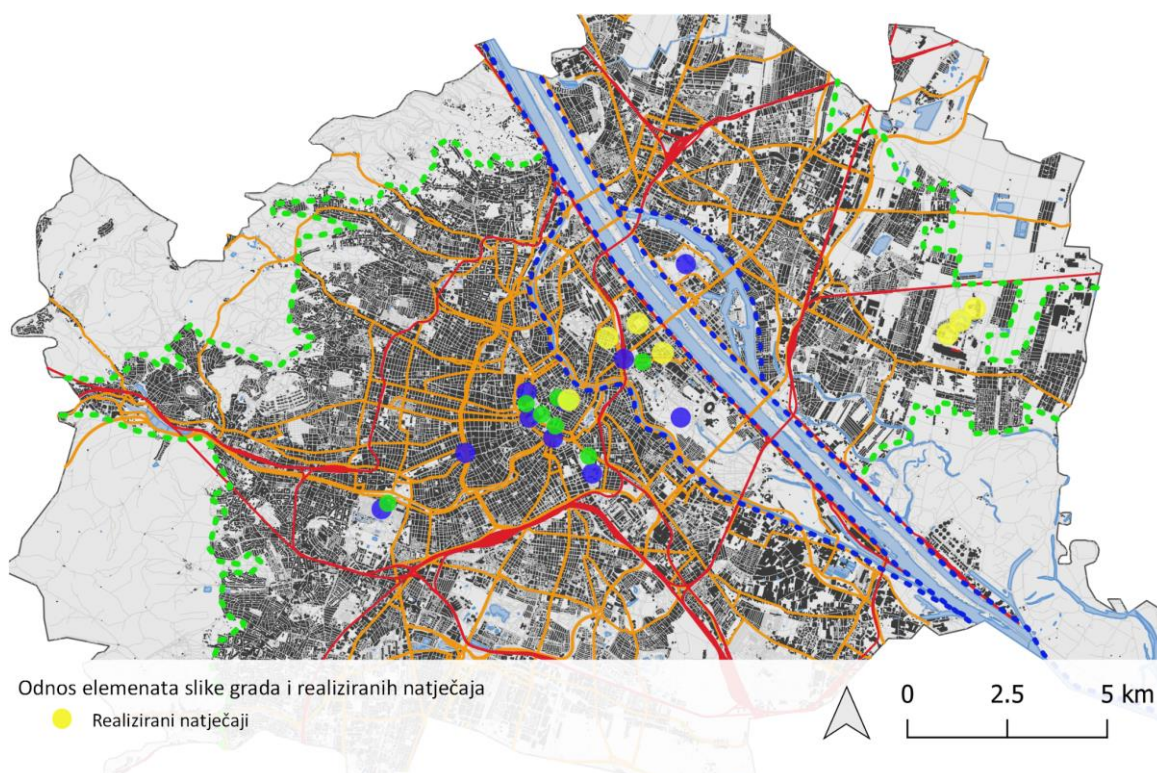 Odnos elemenata slike grada i realiziranih natječaja
Realizirani natječaji
0 2.5 5 km